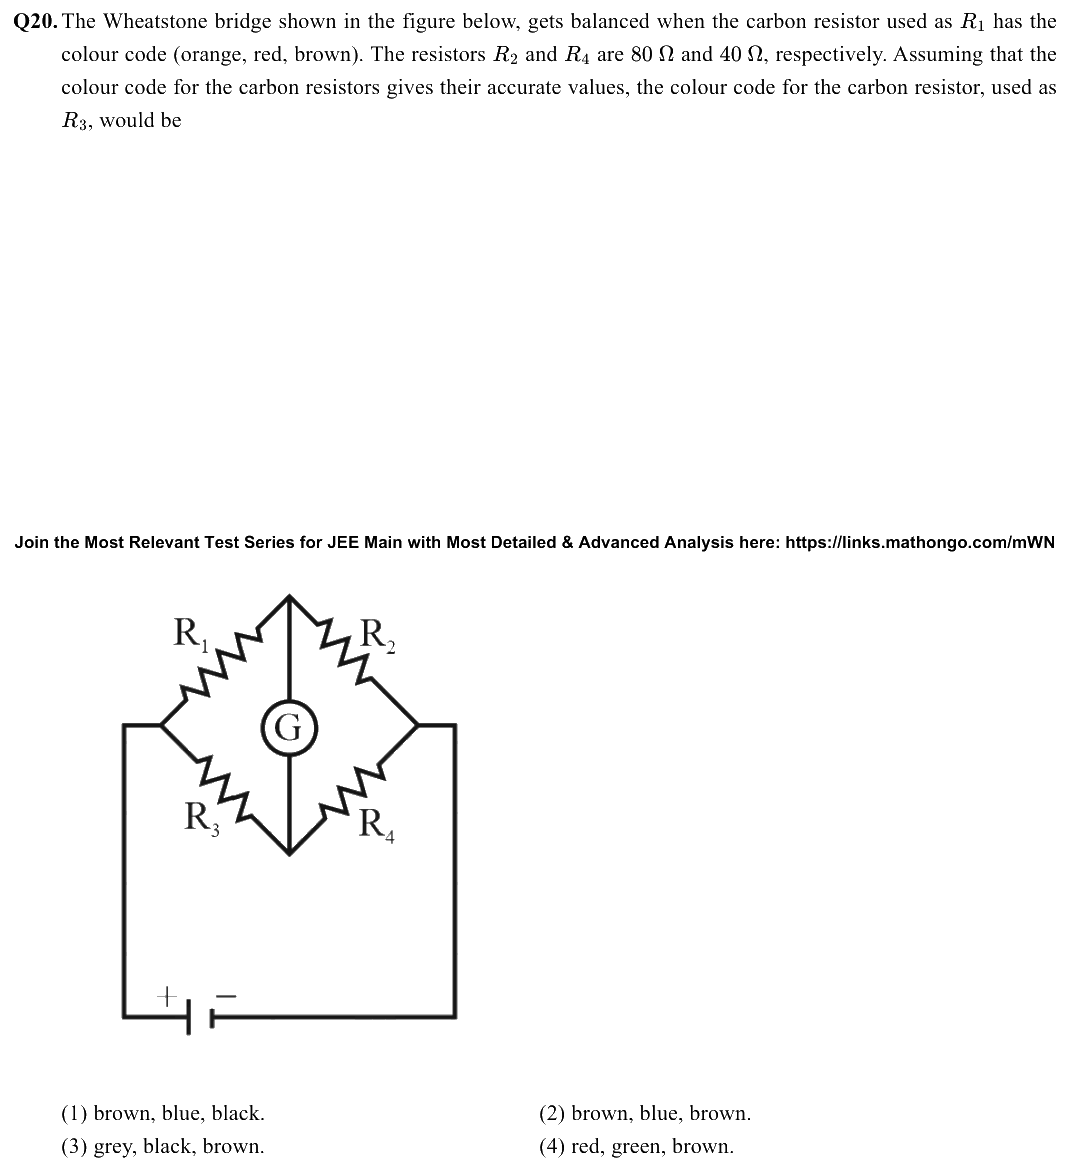 Q20. The Wheatstone bridge shown in the figure below, gets balanced when the carbon resistor used as R₁ has the
colour code (orange, red, brown). The resistors R₂ and R₄ are 80 Ω and 40 Ω, respectively. Assuming that the
colour code for the carbon resistors gives their accurate values, the colour code for the carbon resistor, used as
R₃, would be
Join the Most Relevant Test Series for JEE Main with Most Detailed & Advanced Analysis here: https://links.mathongo.com/mWN
R₁
R₂
G
R₃
R₄
+ −
(1) brown, blue, black.
(2) brown, blue, brown.
(3) grey, black, brown.
(4) red, green, brown.